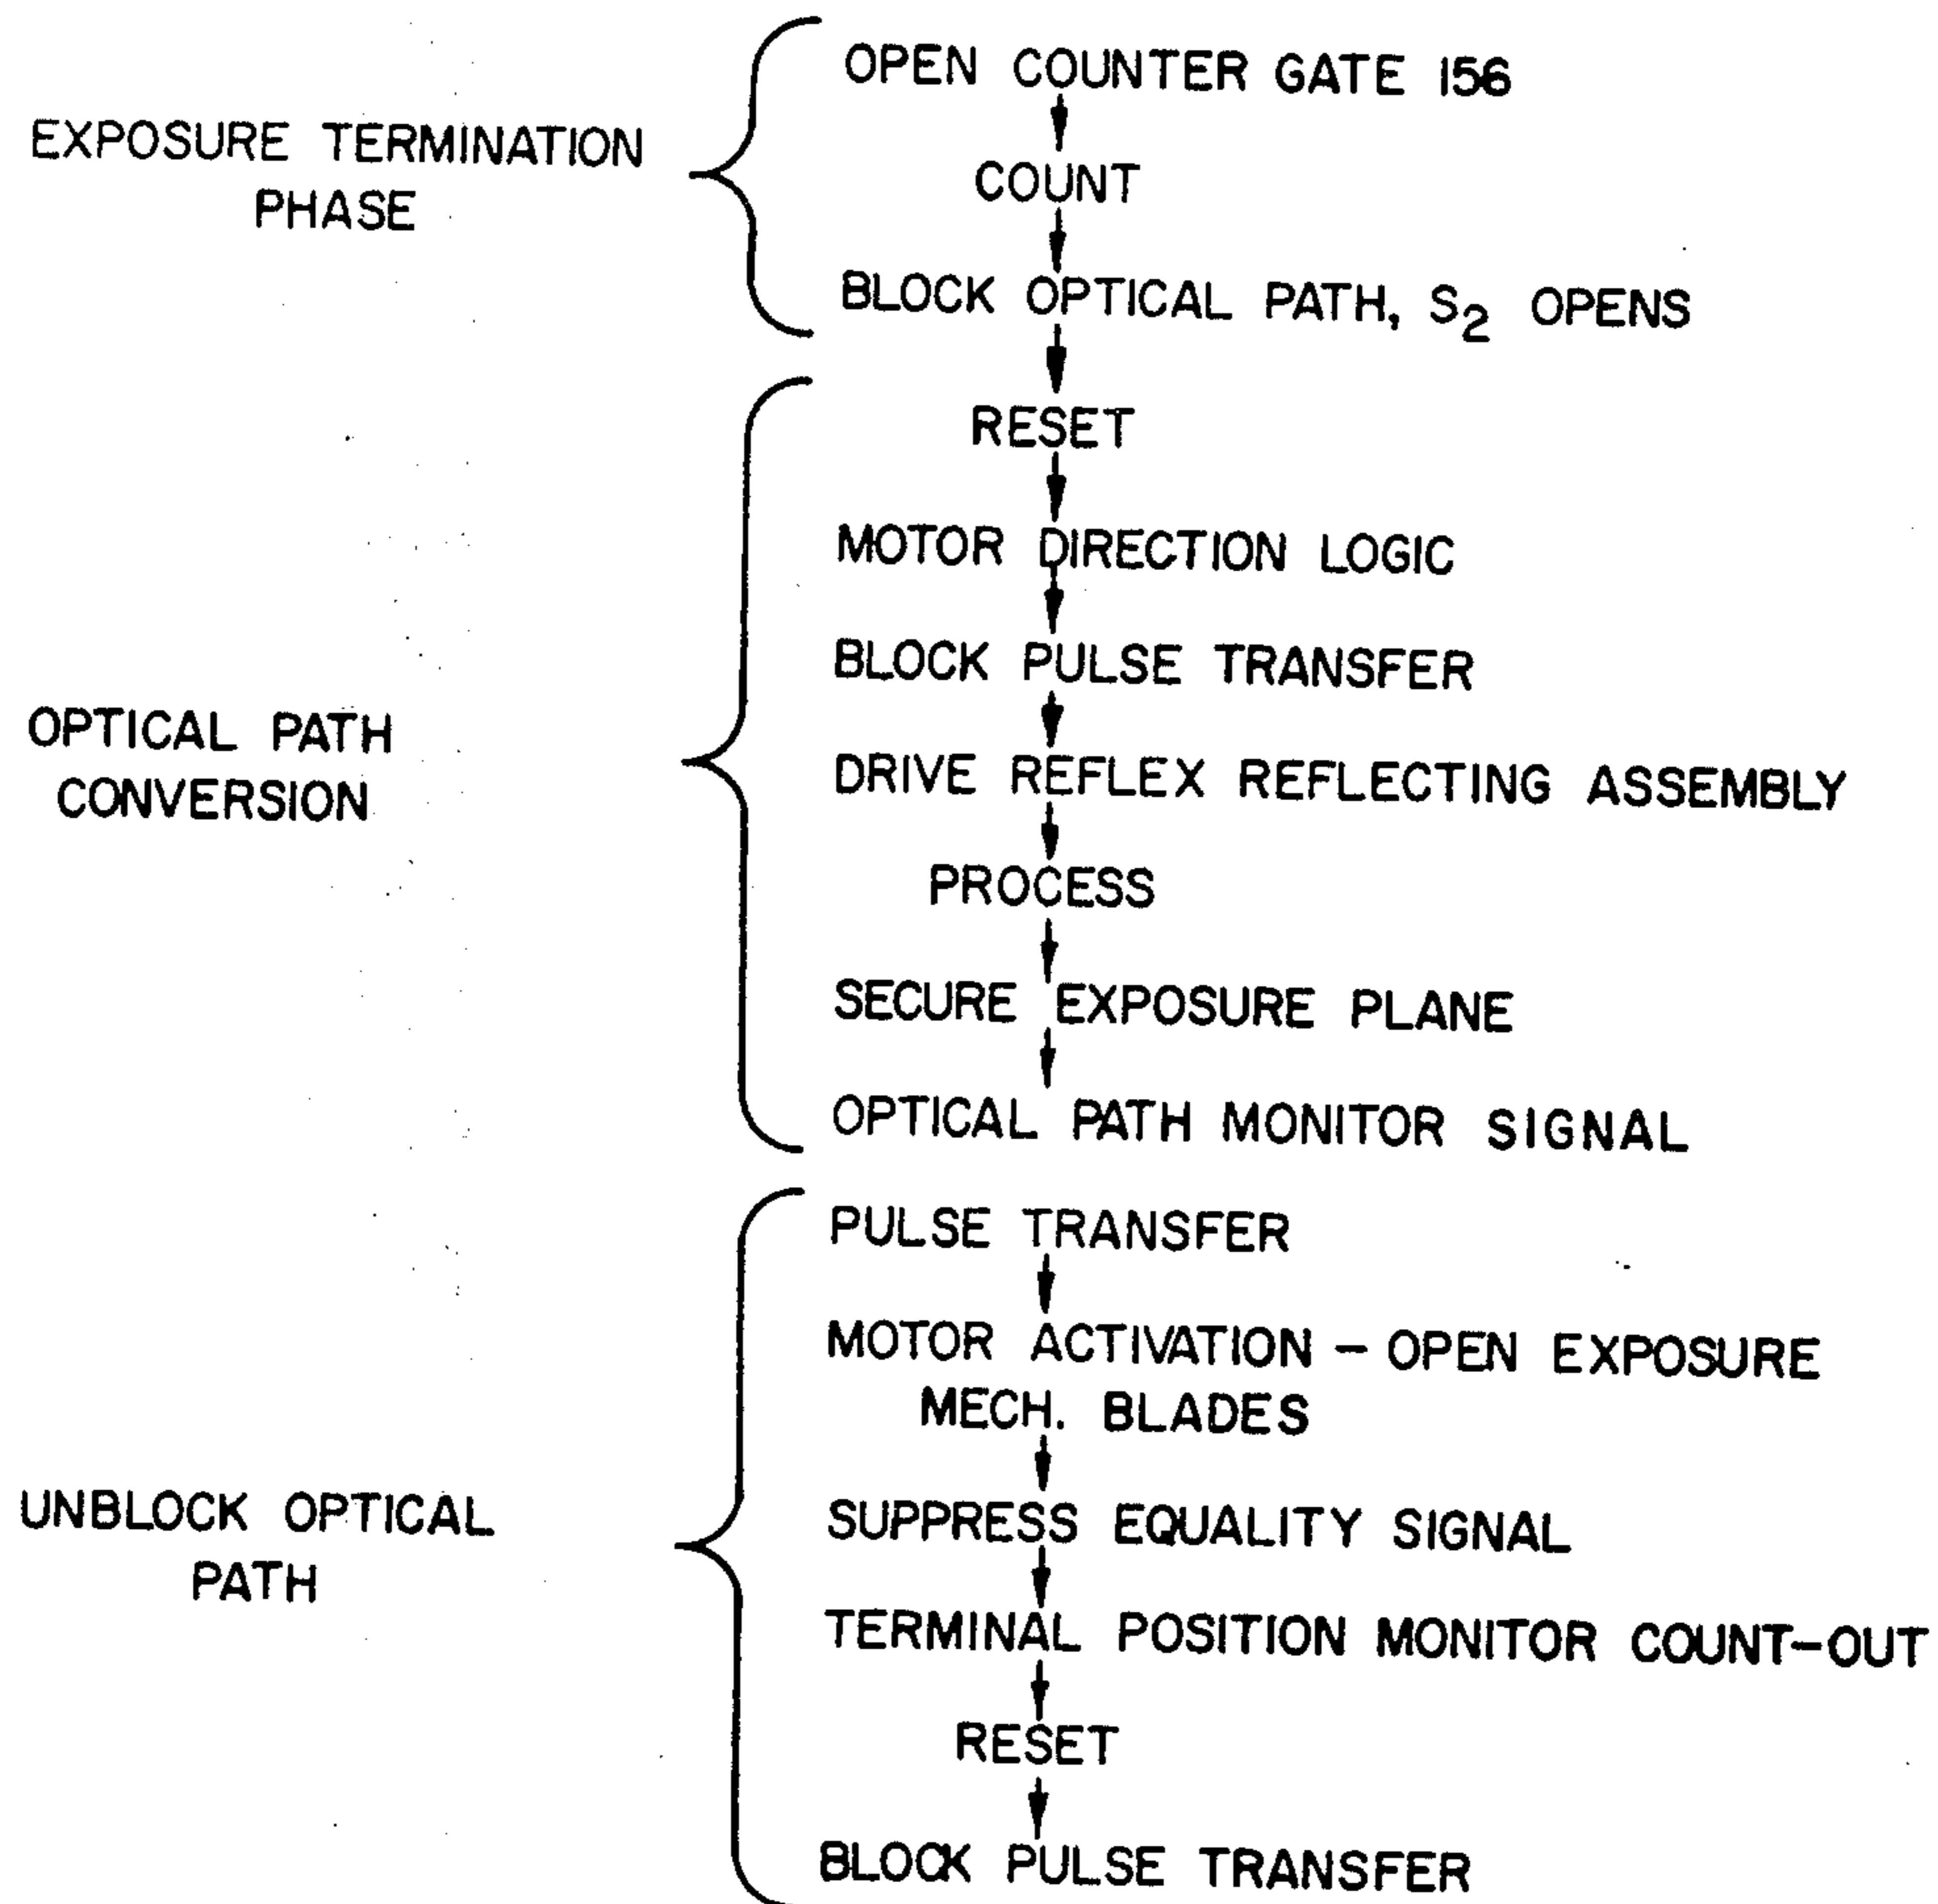 EXPOSURE TERMINATION
PHASE
OPEN COUNTER GATE 156
COUNT
BLOCK OPTICAL PATH, S2 OPENS
OPTICAL PATH
CONVERSION
RESET
MOTOR DIRECTION LOGIC
BLOCK PULSE TRANSFER
DRIVE REFLEX REFLECTING ASSEMBLY
PROCESS
SECURE EXPOSURE PLANE
OPTICAL PATH MONITOR SIGNAL
UNBLOCK OPTICAL
PATH
PULSE TRANSFER
MOTOR ACTIVATION – OPEN EXPOSURE
MECH. BLADES
SUPPRESS EQUALITY SIGNAL
TERMINAL POSITION MONITOR COUNT-OUT
RESET
BLOCK PULSE TRANSFER